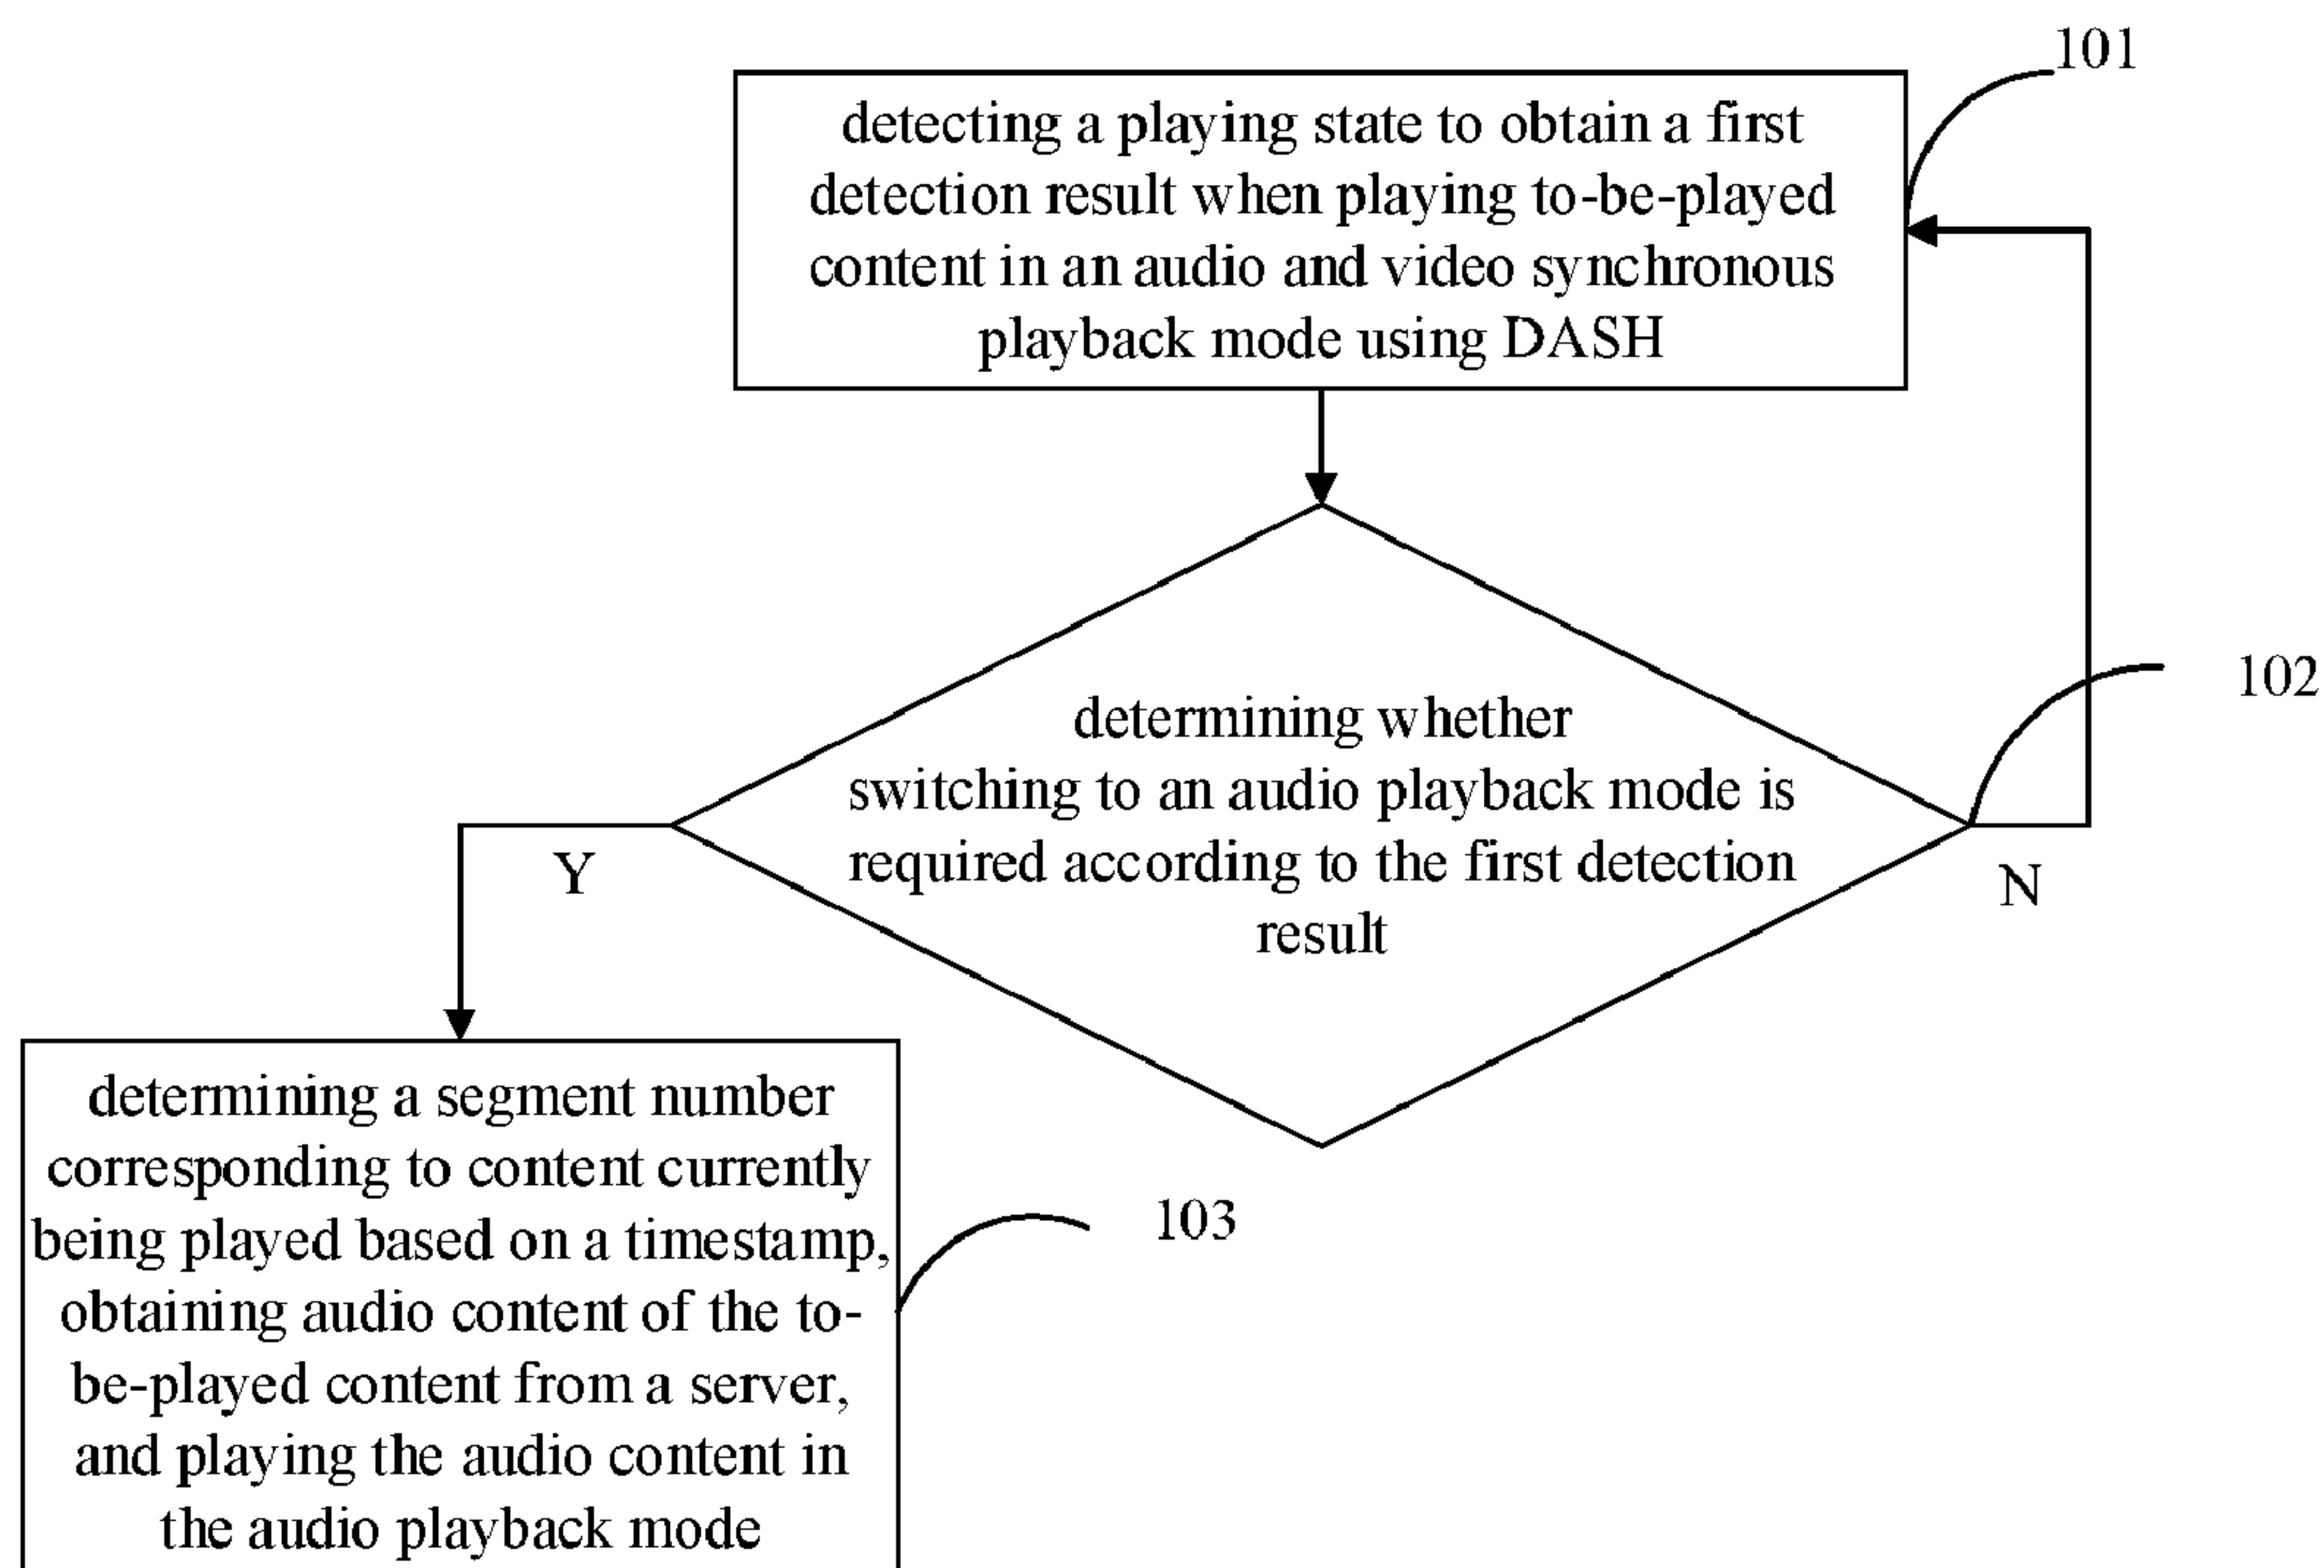 101
detecting a playing state to obtain a first
detection result when playing to-be-played
content in an audio and video synchronous
playback mode using DASH
102
determining whether
switching to an audio playback mode is
required according to the first detection
result
Y
N
determining a segment number
corresponding to content currently
being played based on a timestamp,
obtaining audio content of the to-
be-played content from a server,
and playing the audio content in
the audio playback mode
103